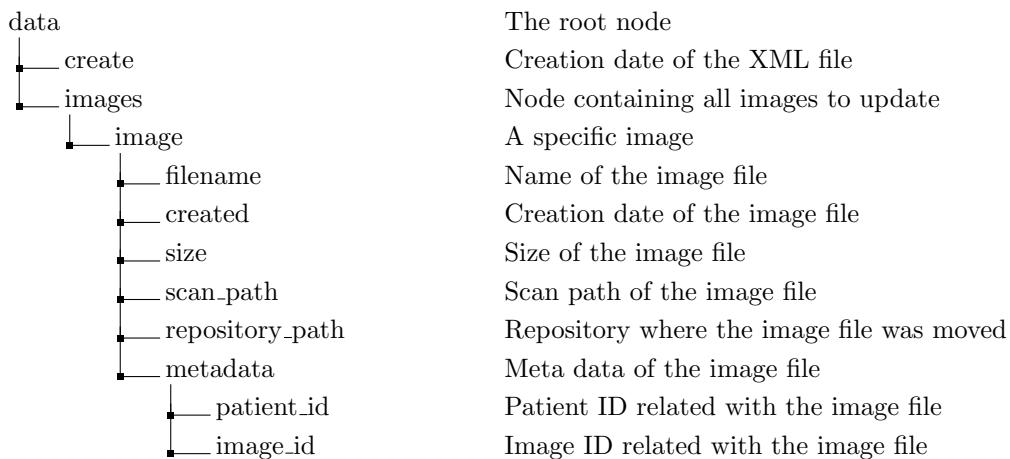 data The root node
create Creation date of the XML file
images Node containing all images to update
image A specific image
filename Name of the image file
created Creation date of the image file
size Size of the image file
scan_path Scan path of the image file
repository_path Repository where the image file was moved
metadata Meta data of the image file
patient_id Patient ID related with the image file
image_id Image ID related with the image file